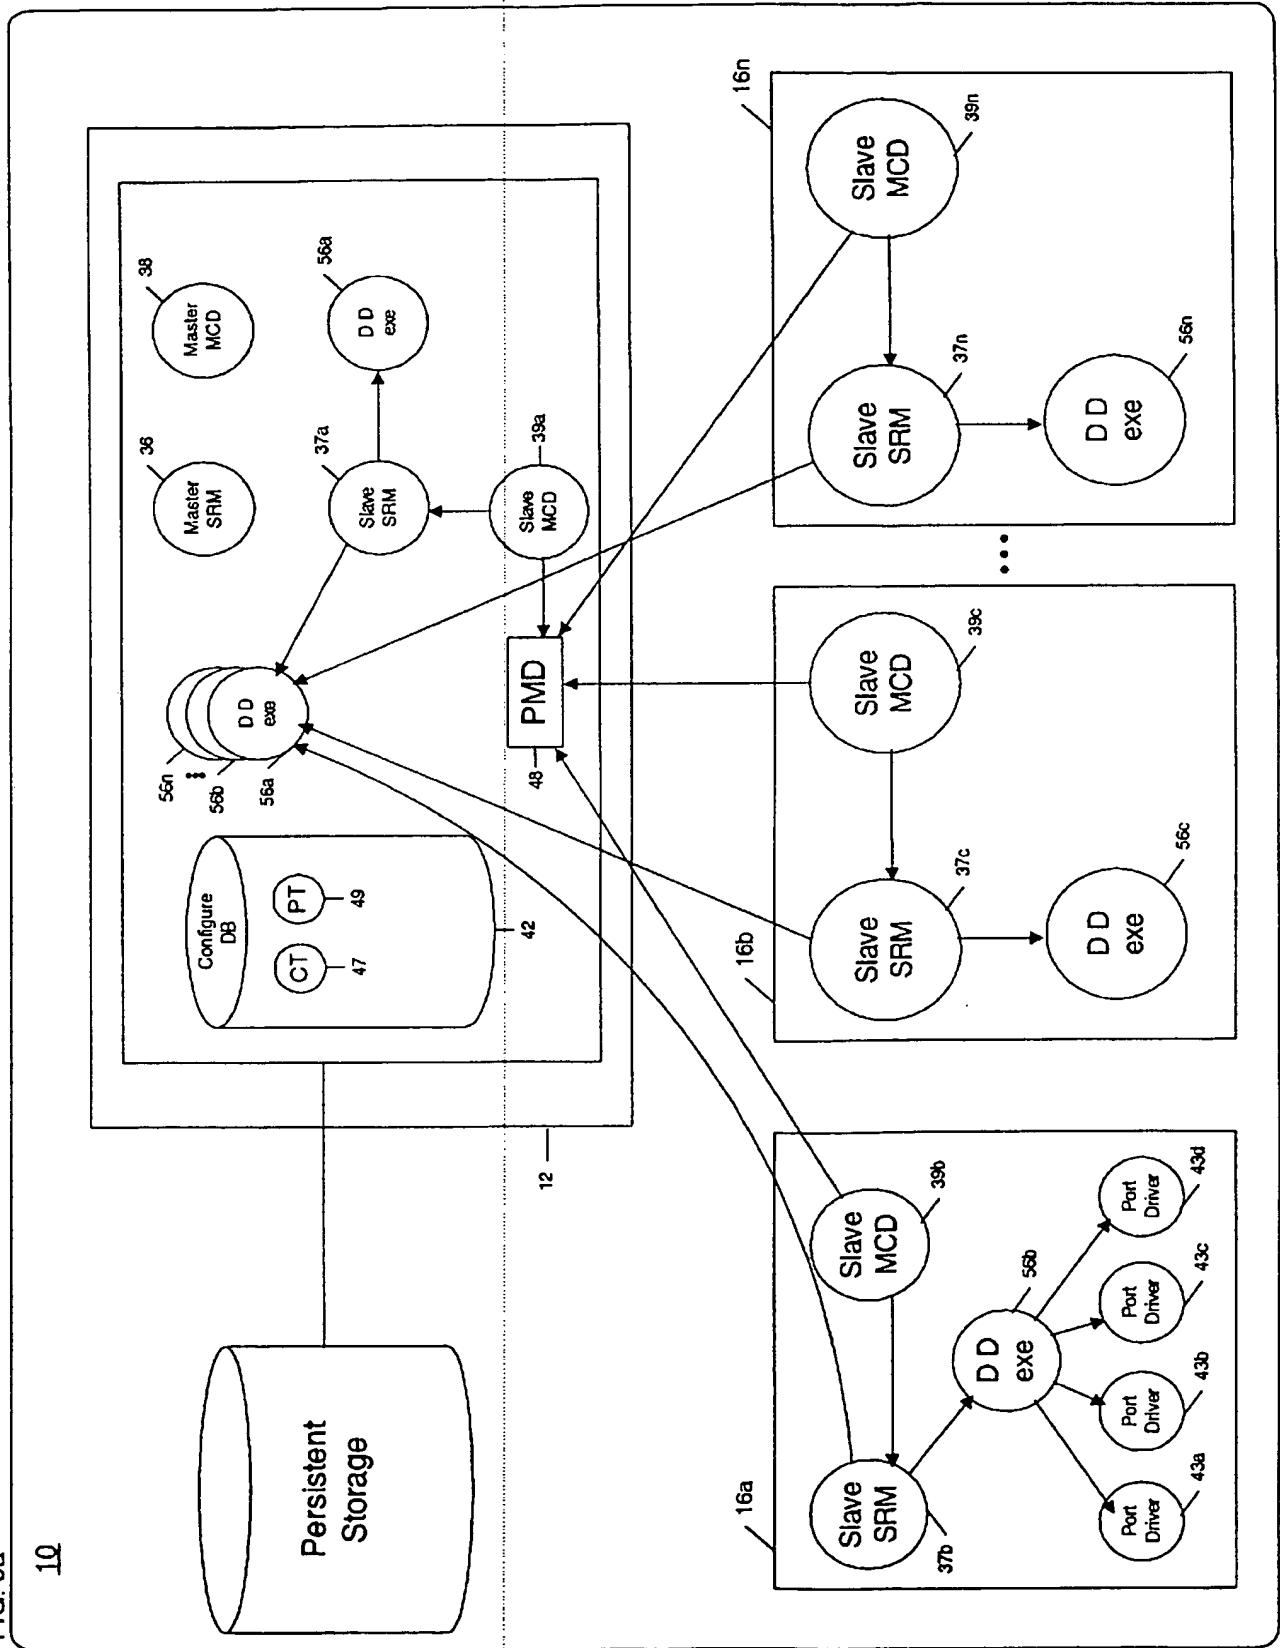 10
Persistent
Storage
12
Configure
DB
CT
PT
47
49
42
56n
56b
56a
D D
exe
PMD
48
Master
SRM
36
Master
MCD
38
Slave
SRM
37a
D D
exe
56a
Slave
MCD
39a
16a
Slave
SRM
37b
Slave
MCD
39b
D D
exe
56b
Port
Driver
43a
Port
Driver
43b
Port
Driver
43c
Port
Driver
43d
16b
Slave
SRM
37c
Slave
MCD
39c
D D
exe
56c
16n
Slave
SRM
37n
Slave
MCD
39n
D D
exe
56n